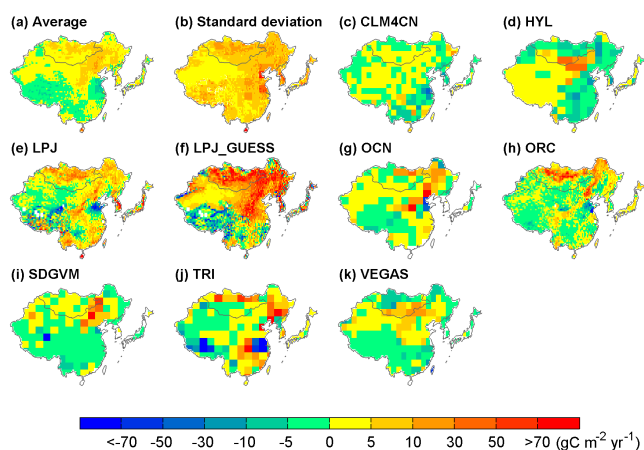 (a) Average (b) Standard deviation (c) CLM4CN (d) HYL
(e) LPJ (f) LPJ_GUESS (g) OCN (h) ORC
(i) SDGVM (j) TRI (k) VEGAS
<-70 -50 -30 -10 -5 0 5 10 30 50 >70 (gC m⁻² yr⁻¹)